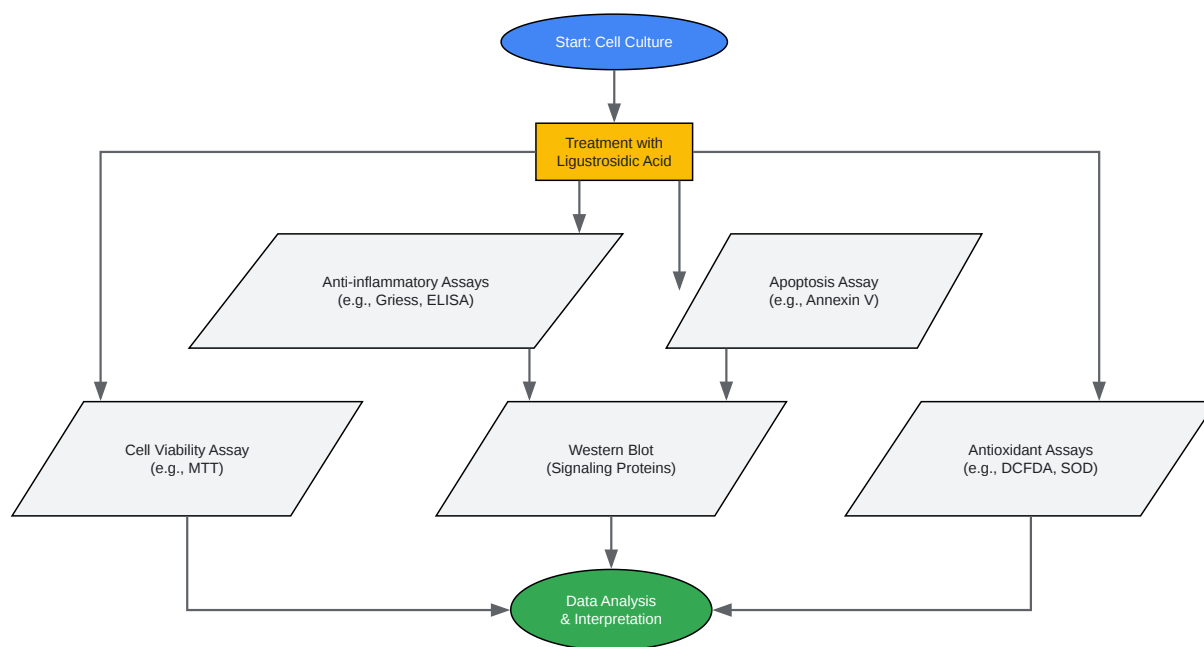 Start: Cell Culture
Treatment with
Ligustrosidic Acid
Anti-inflammatory Assays
(e.g., Griess, ELISA)
Apoptosis Assay
(e.g., Annexin V)
Cell Viability Assay
(e.g., MTT)
Western Blot
(Signaling Proteins)
Antioxidant Assays
(e.g., DCFDA, SOD)
Data Analysis
& Interpretation